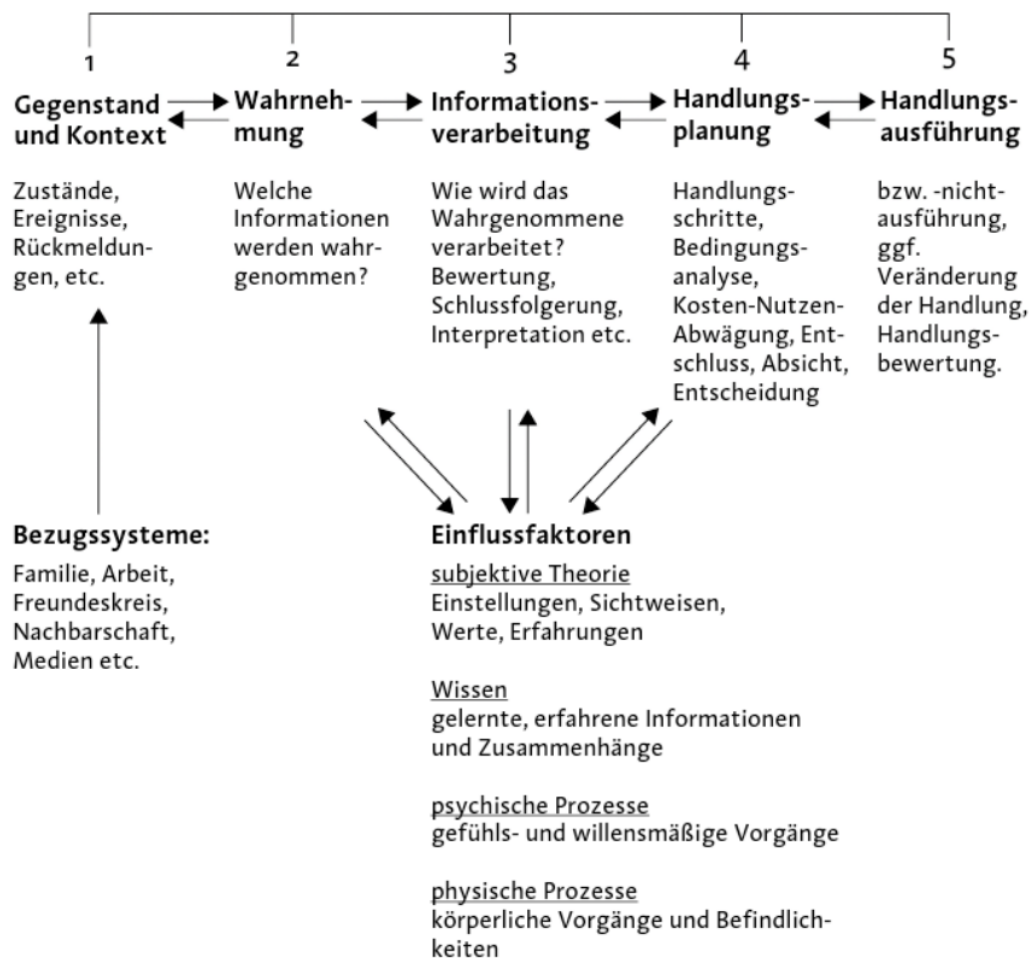 1
2
3
4
5
Gegenstand
und Kontext
Wahrneh-
mung
Informations-
verarbeitung
Handlungs-
planung
Handlungs-
ausführung
Zustände,
Ereignisse,
Rückmeldun-
gen, etc.
Welche
Informationen
werden wahr-
genommen?
Wie wird das
Wahrgenommene
verarbeitet?
Bewertung,
Schlussfolgerung,
Interpretation etc.
Handlungs-
schritte,
Bedingungs-
analyse,
Kosten-Nutzen-
Abwägung, Ent-
schluss, Absicht,
Entscheidung
bzw. -nicht-
ausführung,
ggf.
Veränderung
der Handlung,
Handlungs-
bewertung.
Bezugssysteme:
Familie, Arbeit,
Freundeskreis,
Nachbarschaft,
Medien etc.
Einflussfaktoren
subjektive Theorie
Einstellungen, Sichtweisen,
Werte, Erfahrungen
Wissen
gelernte, erfahrene Informationen
und Zusammenhänge
psychische Prozesse
gefühls- und willensmäßige Vorgänge
physische Prozesse
körperliche Vorgänge und Befindlich-
keiten